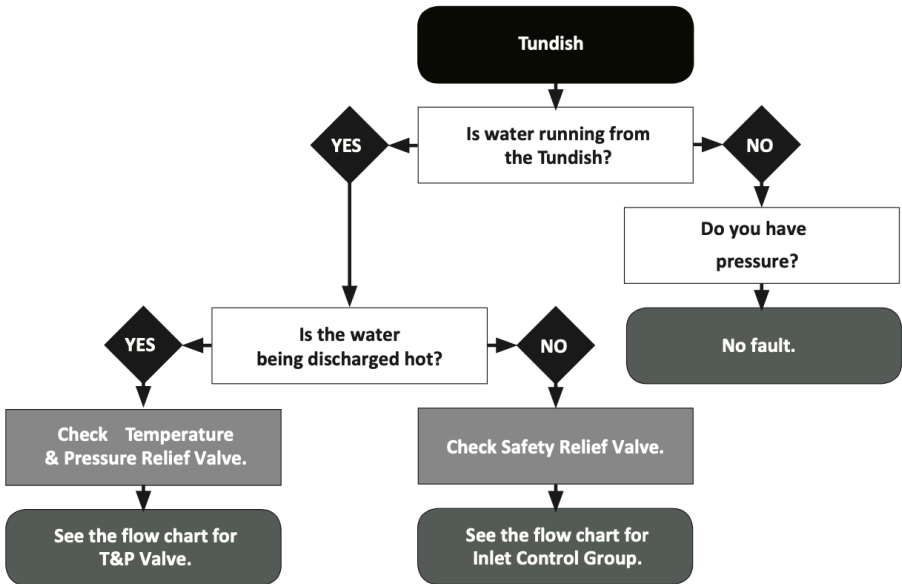 Tundish
Is water running from
the Tundish?
YES
NO
Do you have
pressure?
No fault.
Is the water
being discharged hot?
YES
NO
Check Temperature
& Pressure Relief Valve.
Check Safety Relief Valve.
See the flow chart for
T&P Valve.
See the flow chart for
Inlet Control Group.